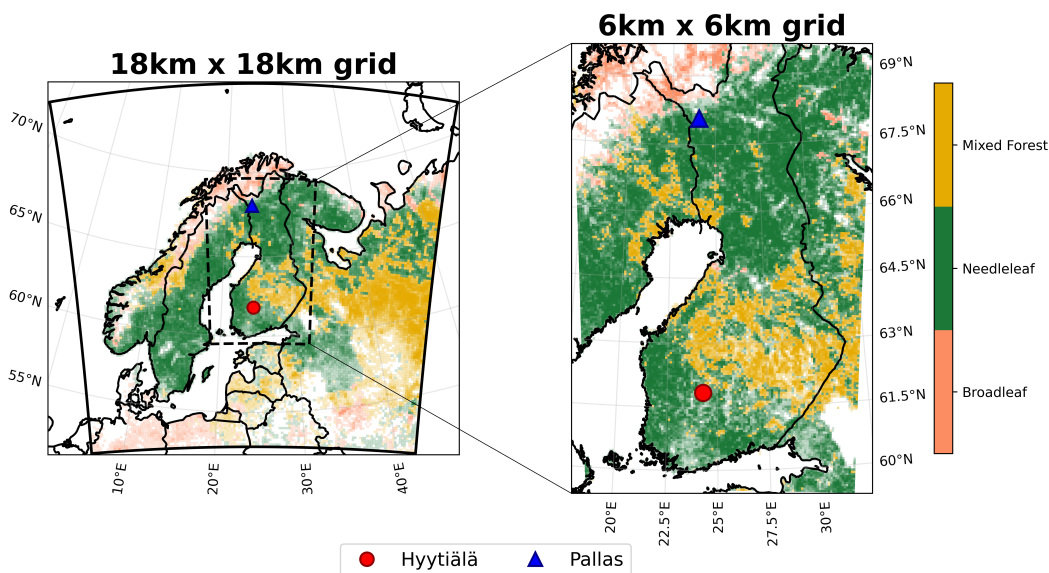 18km x 18km grid
6km x 6km grid
70°N
65°N
60°N
55°N
10°E
20°E
30°E
40°E
69°N
67.5°N
66°N
64.5°N
63°N
61.5°N
60°N
20°E
22.5°E
25°E
27.5°E
30°E
Mixed Forest
Needleleaf
Broadleaf
Hyytiälä
Pallas